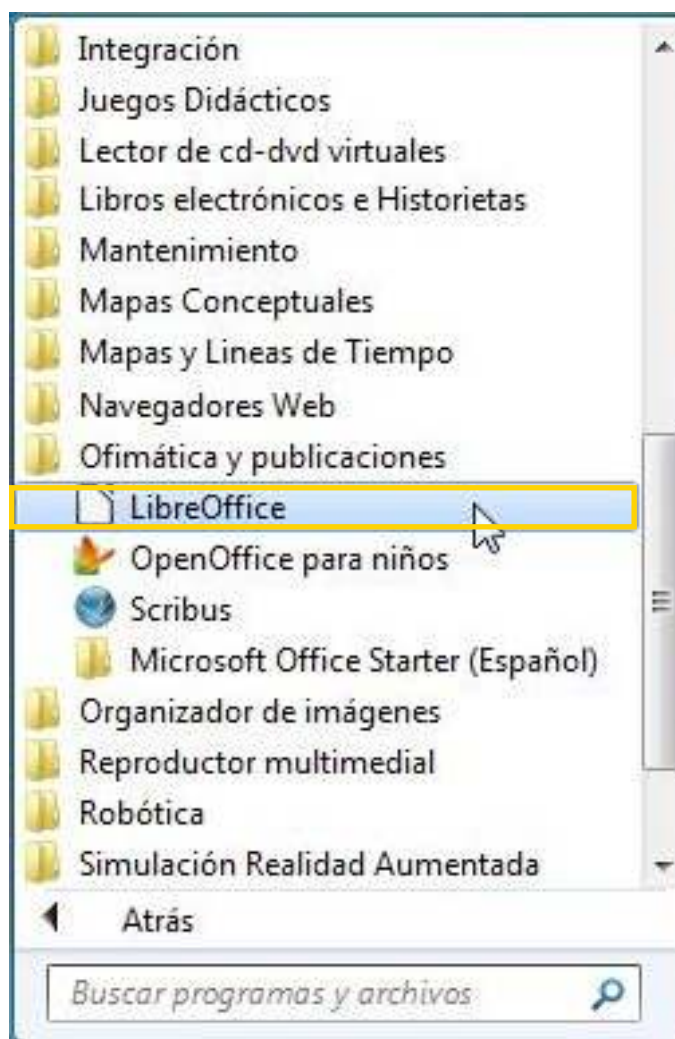 Integración
Juegos Didácticos
Lector de cd-dvd virtuales
Libros electrónicos e Historietas
Mantenimiento
Mapas Conceptuales
Mapas y Lineas de Tiempo
Navegadores Web
Ofimática y publicaciones
LibreOffice
OpenOffice para niños
Scribus
Microsoft Office Starter (Español)
Organizador de imágenes
Reproductor multimedial
Robótica
Simulación Realidad Aumentada
Atrás
Buscar programas y archivos